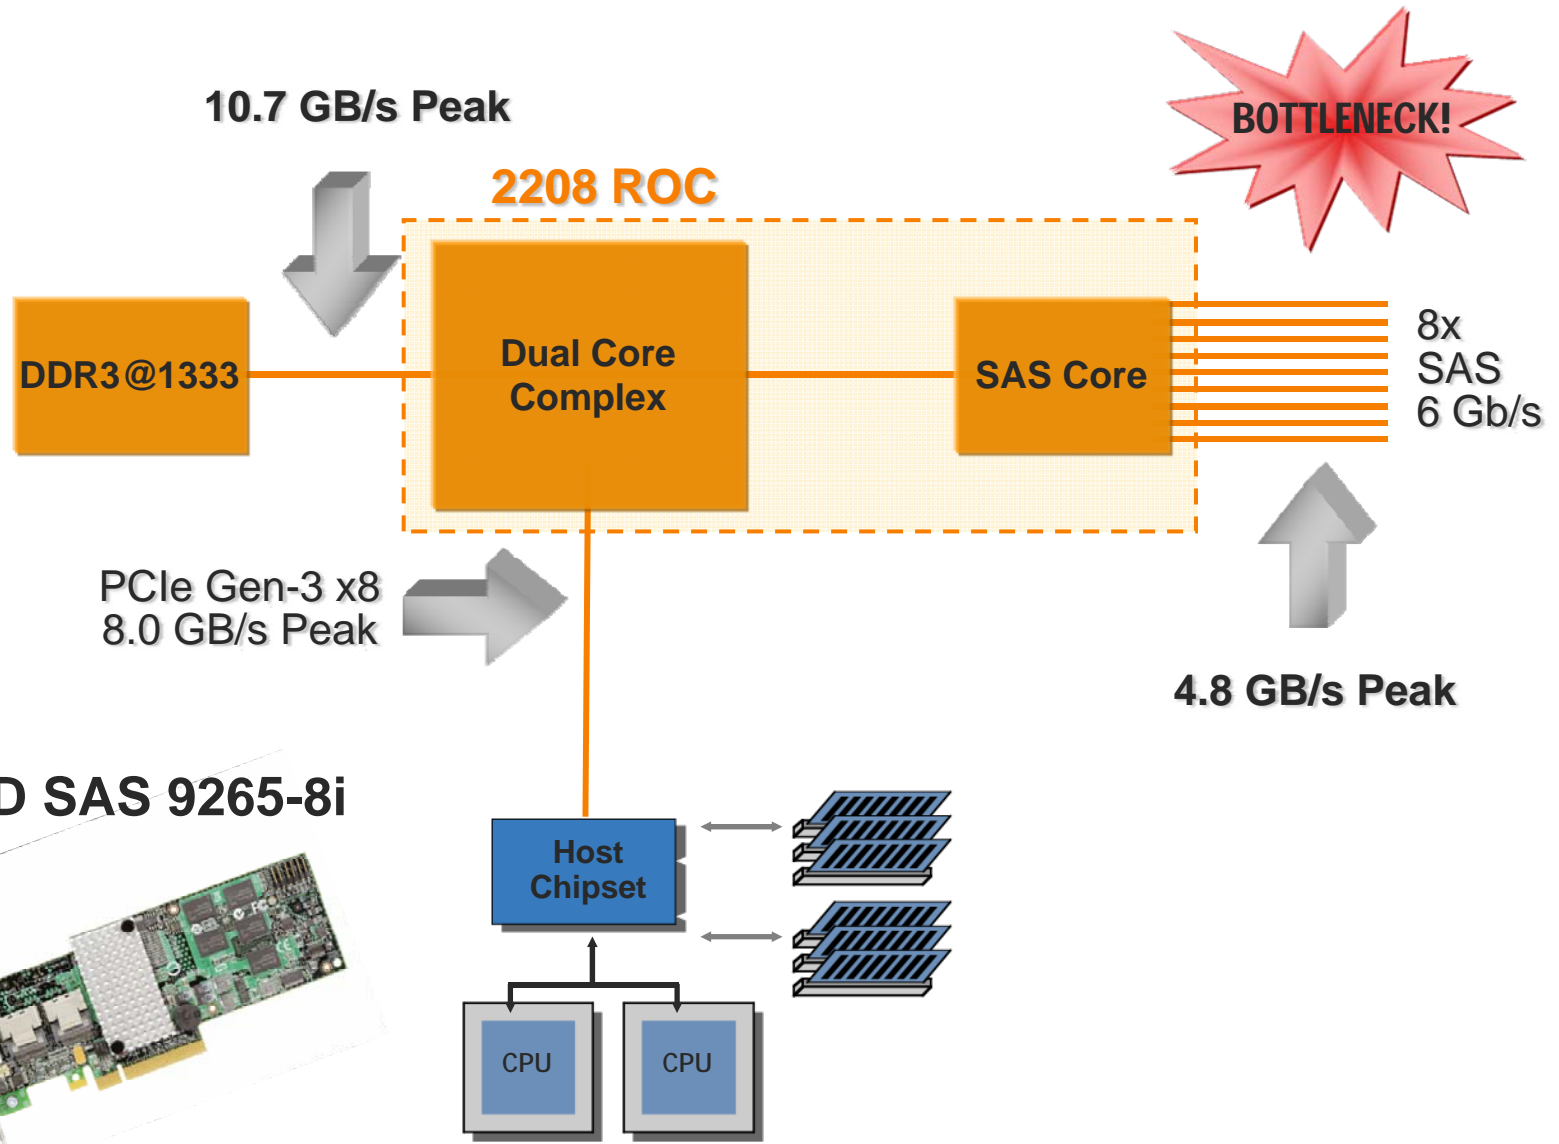 10.7 GB/s Peak
BOTTLENECK!
2208 ROC
DDR3@1333
Dual Core
Complex
SAS Core
8x
SAS
6 Gb/s
PCIe Gen-3 x8
8.0 GB/s Peak
4.8 GB/s Peak
D SAS 9265-8i
Host
Chipset
CPU
CPU